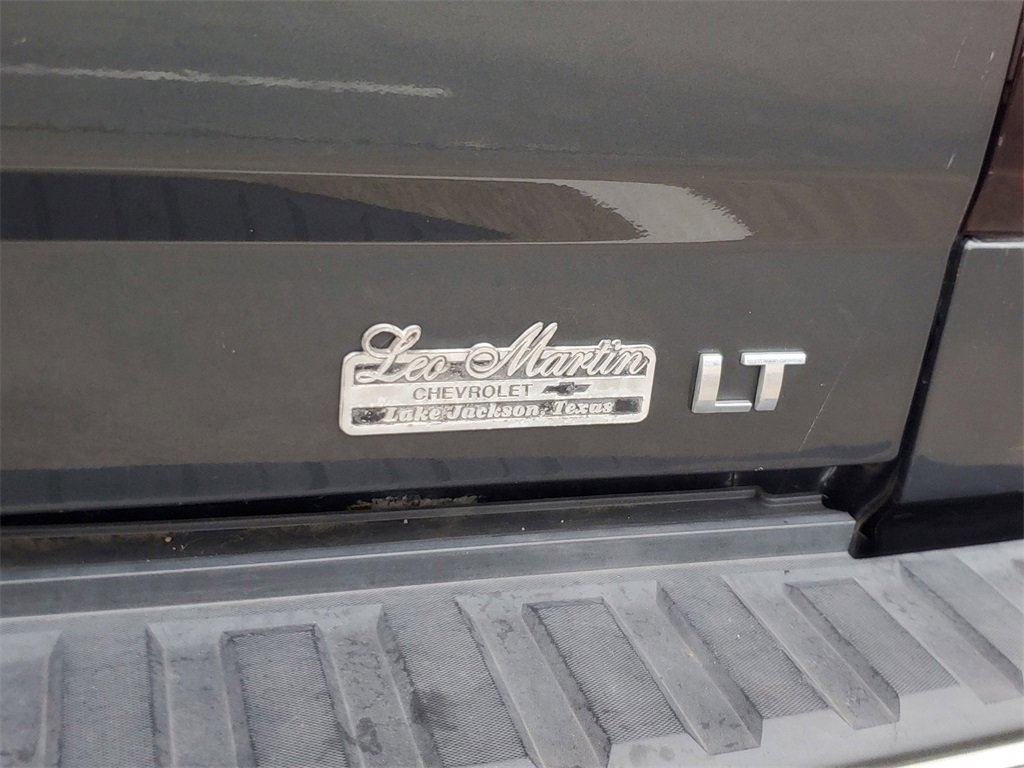 Leo Martin
CHEVROLET
Lake Jackson, Texas
LT